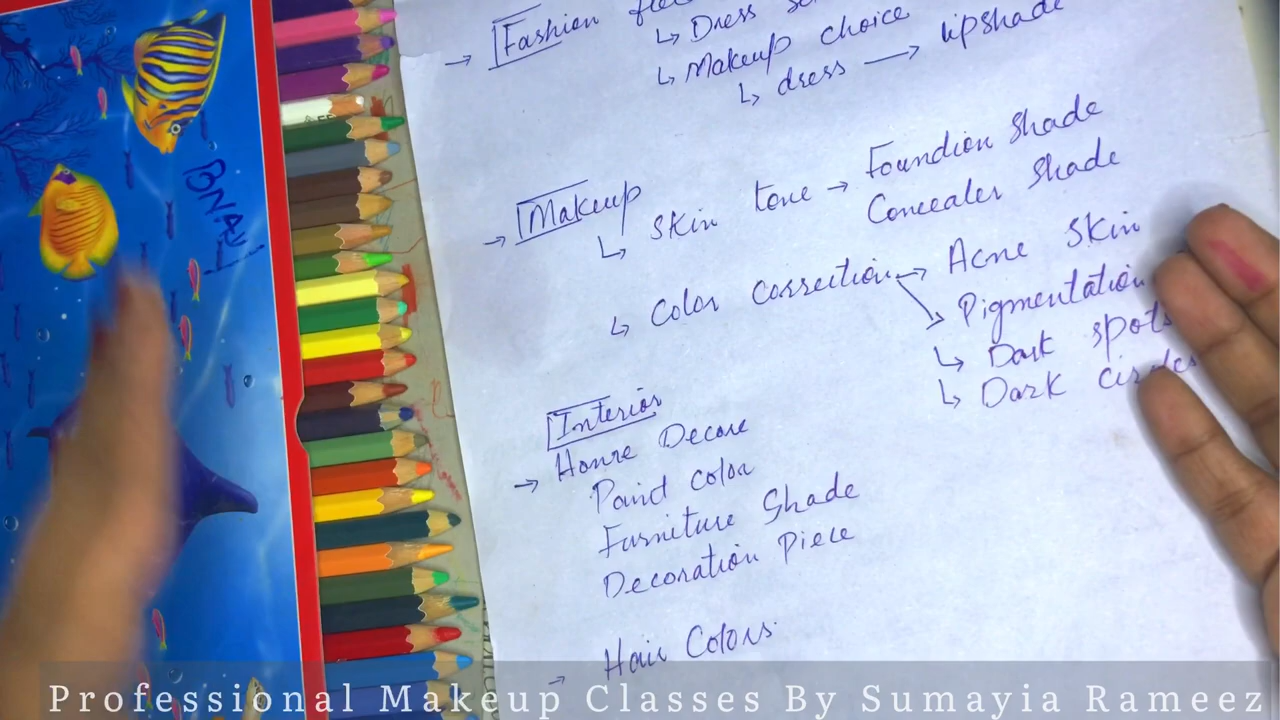 → Fashion
↳ Dress
↳ Makeup choice
↳ dress → lipshade
→ Makeup
↳ Skin tone → Foundion Shade
Concealer Shade
↳ Color correction → Acne Skin
Pigmentation
↳ Dark spots
↳ Dark circles
Interior
→ Home Decore
Paint color
Furniture Shade
Decoration Piece
→ Hair Colors
Professional Makeup Classes By Sumayia Rameez